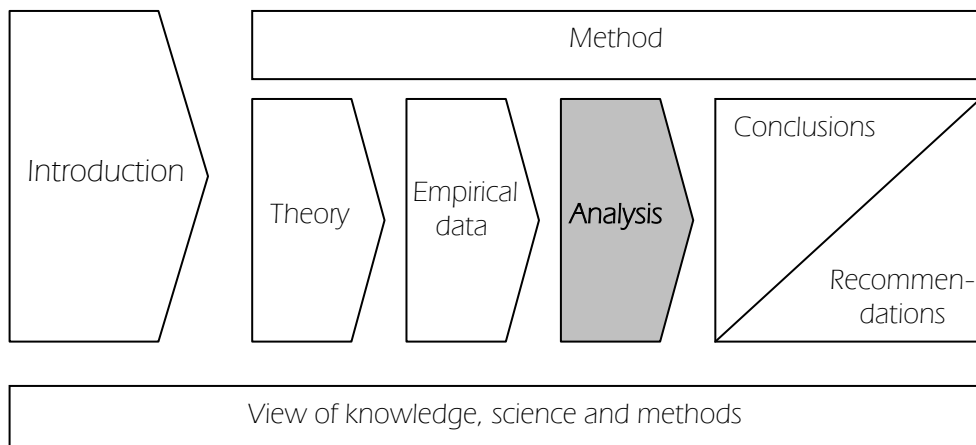 Method
Introduction
Theory
Empirical
data
Analysis
Conclusions
Recommen-
dations
View of knowledge, science and methods